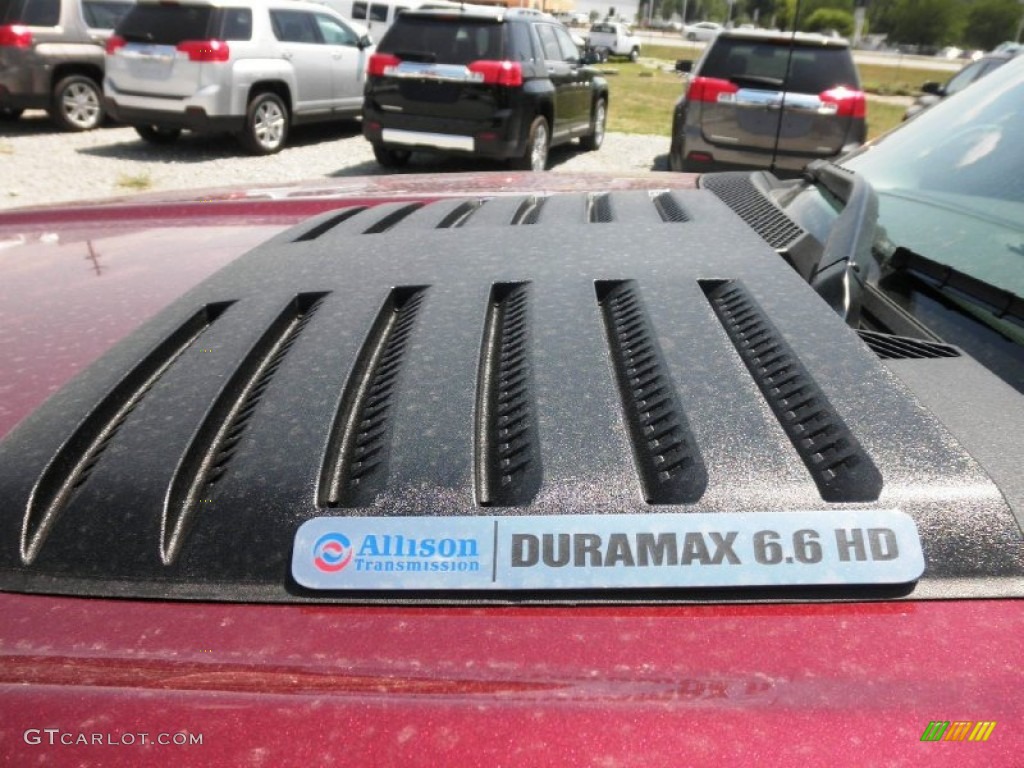 Allison Transmission
DURAMAX 6.6 HD
GTCARLOT.COM